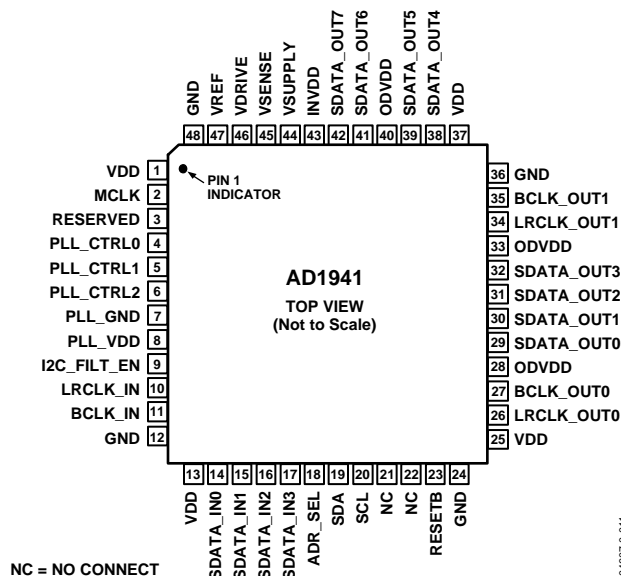 GND
VREF
VDRIVE
VSENSE
VSUPPLY
INVDD
SDATA_OUT7
SDATA_OUT6
ODVDD
SDATA_OUT5
SDATA_OUT4
VDD
48 47 46 45 44 43 42 41 40 39 38 37
VDD 1
MCLK 2
RESERVED 3
PLL_CTRL0 4
PLL_CTRL1 5
PLL_CTRL2 6
PLL_GND 7
PLL_VDD 8
I2C_FILT_EN 9
LRCLK_IN 10
BCLK_IN 11
GND 12
PIN 1
INDICATOR
AD1941
TOP VIEW
(Not to Scale)
36 GND
35 BCLK_OUT1
34 LRCLK_OUT1
33 ODVDD
32 SDATA_OUT3
31 SDATA_OUT2
30 SDATA_OUT1
29 SDATA_OUT0
28 ODVDD
27 BCLK_OUT0
26 LRCLK_OUT0
25 VDD
13 14 15 16 17 18 19 20 21 22 23 24
VDD
SDATA_IN0
SDATA_IN1
SDATA_IN2
SDATA_IN3
ADR_SEL
SDA
SCL
NC
NC
RESETB
GND
NC = NO CONNECT